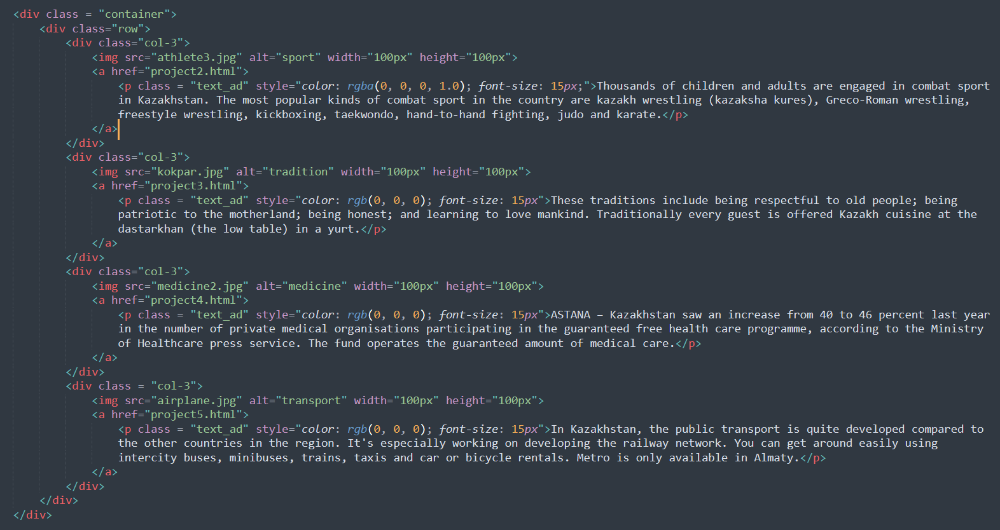 <div class = "container">
<div class="row">
<div class="col-3">
<img src="athlete3.jpg" alt="sport" width="100px" height="100px">
<a href="project2.html">
<p class = "text_ad" style="color: rgba(0, 0, 0, 1.0); font-size: 15px;">Thousands of children and adults are engaged in combat sport
in Kazakhstan. The most popular kinds of combat sport in the country are kazakh wrestling (kazaksha kures), Greco-Roman wrestling,
freestyle wrestling, kickboxing, taekwondo, hand-to-hand fighting, judo and karate.</p>
</a>
</div>
<div class="col-3">
<img src="kokpar.jpg" alt="tradition" width="100px" height="100px">
<a href="project3.html">
<p class = "text_ad" style="color: rgb(0, 0, 0); font-size: 15px">These traditions include being respectful to old people; being
patriotic to the motherland; being honest; and learning to love mankind. Traditionally every guest is offered Kazakh cuisine at the
dastarkhan (the low table) in a yurt.</p>
</a>
</div>
<div class="col-3">
<img src="medicine2.jpg" alt="medicine" width="100px" height="100px">
<a href="project4.html">
<p class = "text_ad" style="color: rgb(0, 0, 0); font-size: 15px">ASTANA – Kazakhstan saw an increase from 40 to 46 percent last year
in the number of private medical organisations participating in the guaranteed free health care programme, according to the Ministry
of Healthcare press service. The fund operates the guaranteed amount of medical care.</p>
</a>
</div>
<div class = "col-3">
<img src="airplane.jpg" alt="transport" width="100px" height="100px">
<a href="project5.html">
<p class = "text_ad" style="color: rgb(0, 0, 0); font-size: 15px">In Kazakhstan, the public transport is quite developed compared to
the other countries in the region. It's especially working on developing the railway network. You can get around easily using
intercity buses, minibuses, trains, taxis and car or bicycle rentals. Metro is only available in Almaty.</p>
</a>
</div>
</div>
</div>